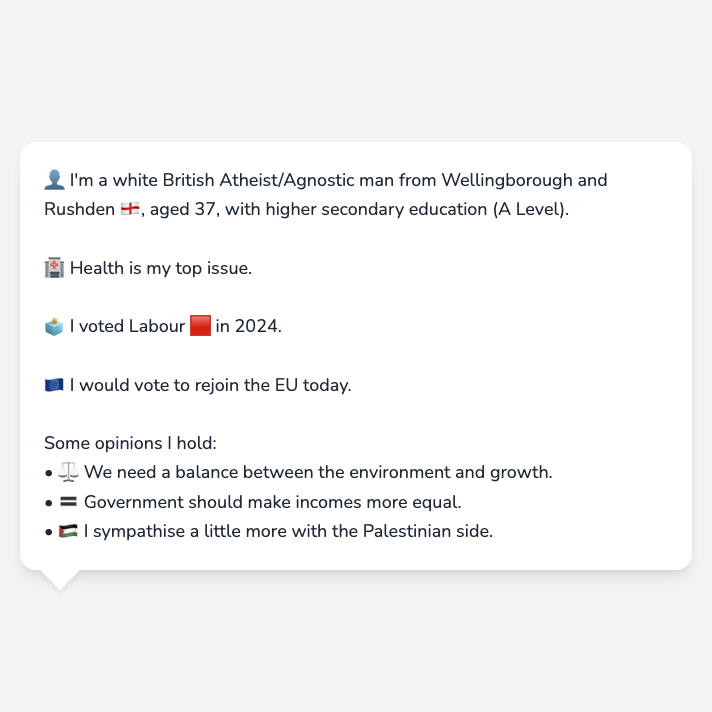 👤 I'm a white British Atheist/Agnostic man from Wellingborough and
Rushden 🏴󠁧󠁢󠁥󠁮󠁧󠁿, aged 37, with higher secondary education (A Level).
🏥 Health is my top issue.
🗳️ I voted Labour 🟥 in 2024.
🇪🇺 I would vote to rejoin the EU today.
Some opinions I hold:
• ⚖️ We need a balance between the environment and growth.
• 🟰 Government should make incomes more equal.
• 🇵🇸 I sympathise a little more with the Palestinian side.